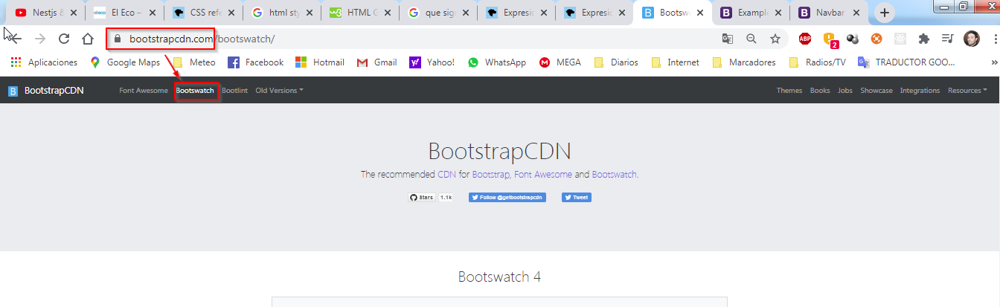 Nestjs &
El Eco –
CSS refe
html sty
HTML G
que sign
Expresio
Expresio
Bootswa
Example
Navbar
bootstrapcdn.com/bootswatch/
ABP
2
Aplicaciones Google Maps Meteo Facebook Hotmail Gmail Yahoo! WhatsApp MEGA Diarios Internet Marcadores Radios/TV TRADUCTOR GOO... »
B BootstrapCDN Font Awesome Bootswatch Bootlint Old Versions Themes Books Jobs Showcase Integrations Resources
BootstrapCDN
The recommended CDN for Bootstrap, Font Awesome and Bootswatch.
Stars 1.1k Follow @getbootstrapcdn Tweet
Bootswatch 4